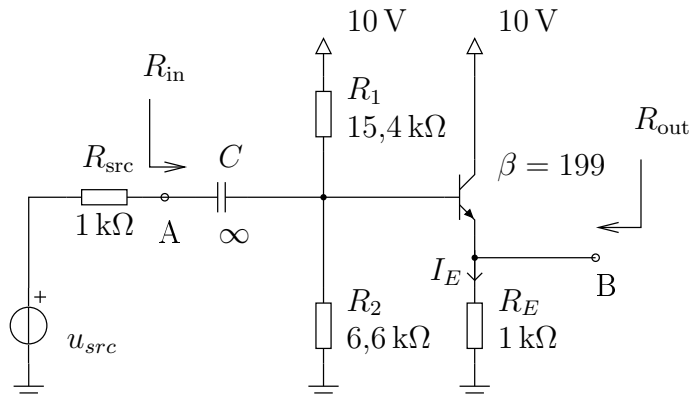 10 V
10 V
R_in
R_1
15,4 kΩ
R_out
R_src
C
β = 199
1 kΩ
A
∞
I_E
B
R_2
6,6 kΩ
R_E
1 kΩ
+
u_src